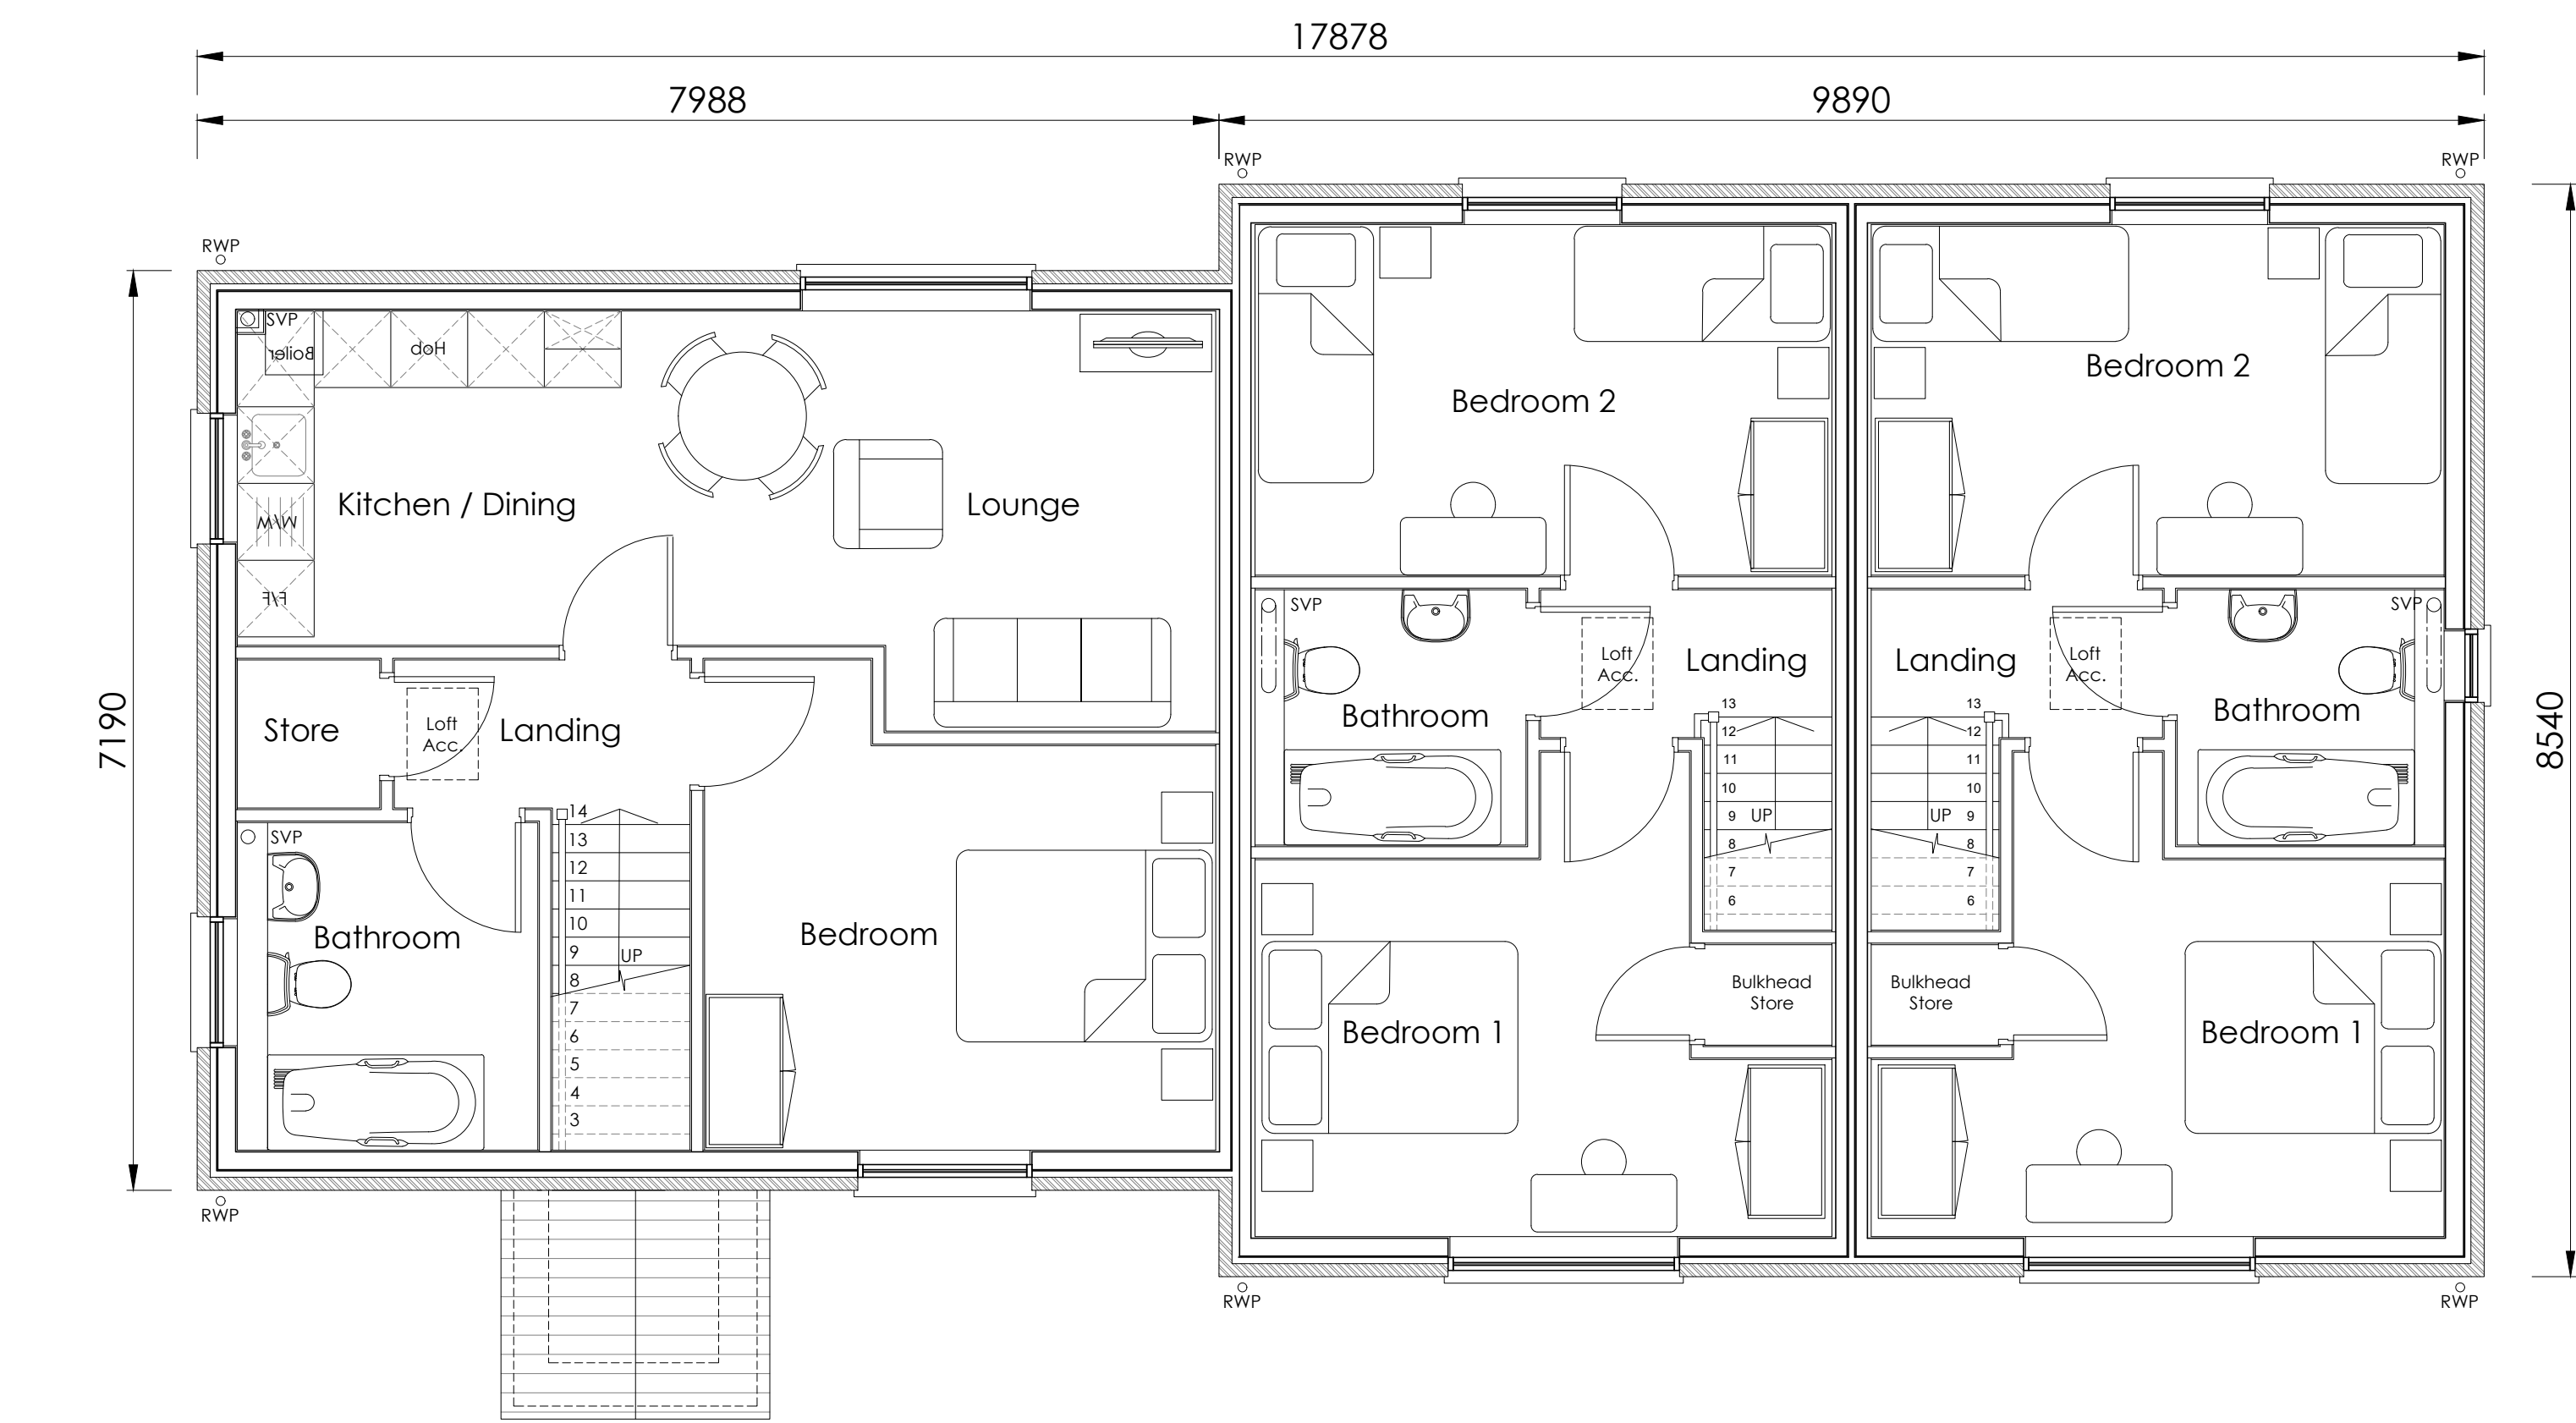 17878
7988
9890
RWP
RWP
RWP
SVP
Boiler
Hob
Bedroom 2
Bedroom 2
Kitchen / Dining
Lounge
W/M
F/F
SVP
SVP
Loft
Acc.
Landing
Landing
Loft
Acc.
Store
Loft
Acc.
Landing
Bathroom
Bathroom
7190
8540
13
12
11
10
9
UP
8
7
6
13
12
11
10
UP
9
8
7
6
14
13
12
11
10
9
UP
8
7
6
5
4
3
SVP
Bathroom
Bedroom
Bulkhead
Store
Bulkhead
Store
Bedroom 1
Bedroom 1
RWP
RWP
RWP